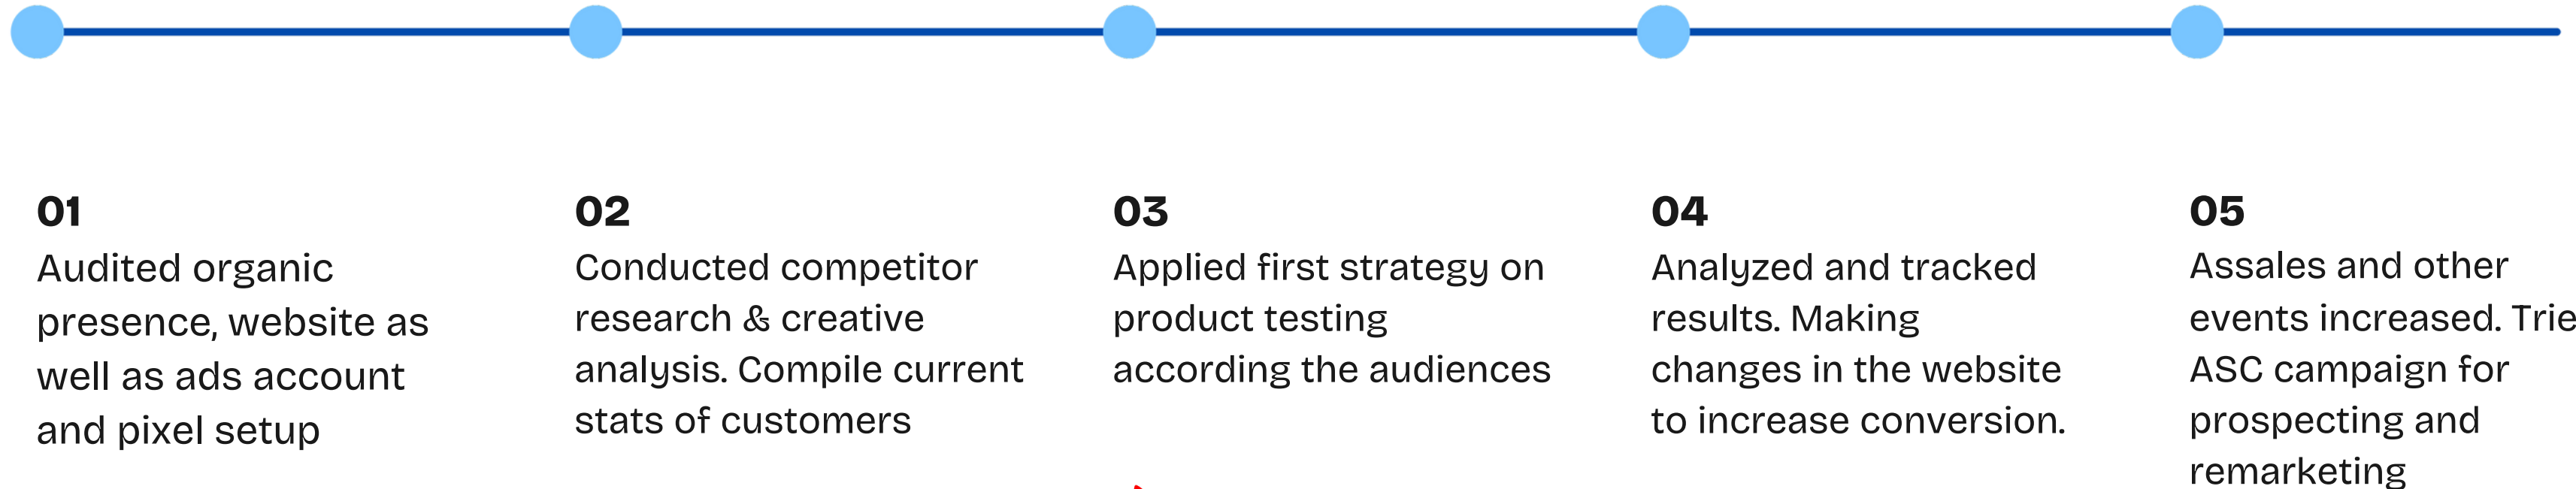 01
Audited organic
presence, website as
well as ads account
and pixel setup
02
Conducted competitor
research & creative
analysis. Compile current
stats of customers
03
Applied first strategy on
product testing
according the audiences
04
Analyzed and tracked
results. Making
changes in the website
to increase conversion.
05
Assales and other
events increased. Trie
ASC campaign for
prospecting and
remarketing